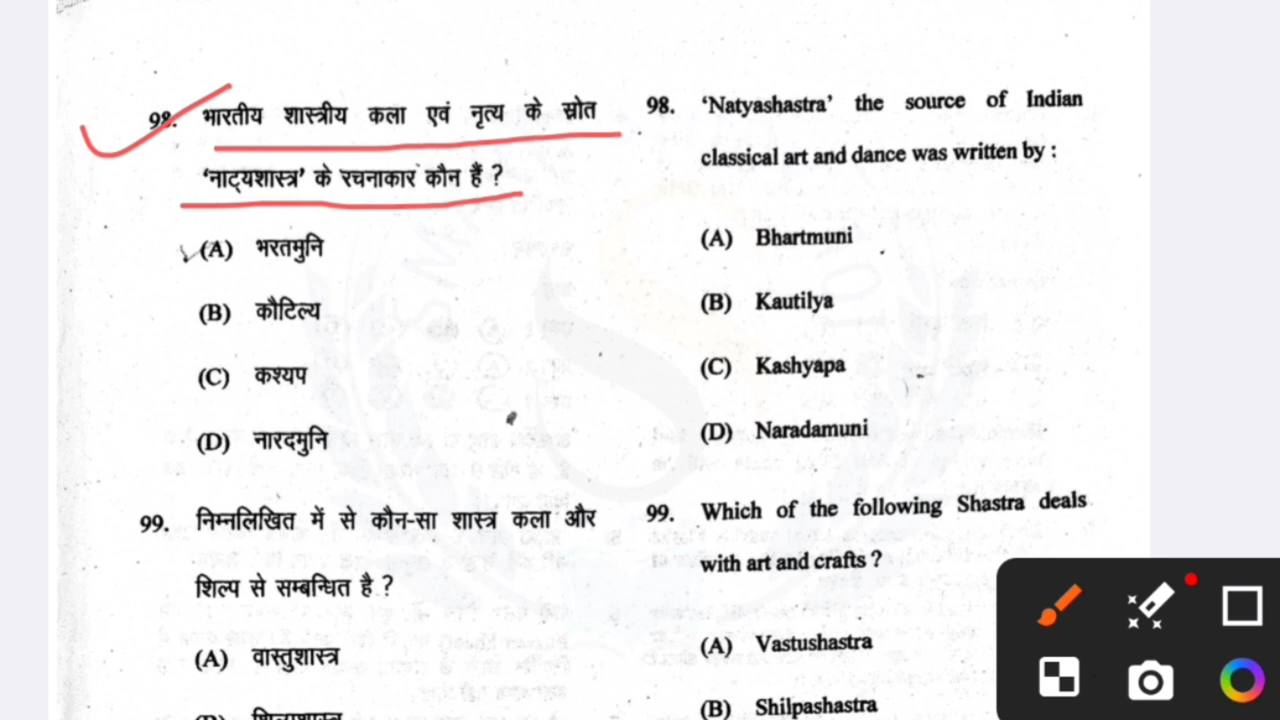 98. भारतीय शास्त्रीय कला एवं नृत्य के स्रोत
'नाट्यशास्त्र' के रचनाकार कौन हैं ?
(A) भरतमुनि
(B) कौटिल्य
(C) कश्यप
(D) नारदमुनि
99. निम्नलिखित में से कौन-सा शास्त्र कला और
शिल्प से सम्बन्धित है ?
(A) वास्तुशास्त्र
(B) शिल्पशास्त्र
98. 'Natyashastra' the source of Indian
classical art and dance was written by :
(A) Bhartmuni
(B) Kautilya
(C) Kashyapa
(D) Naradamuni
99. Which of the following Shastra deals
with art and crafts ?
(A) Vastushastra
(B) Shilpashastra